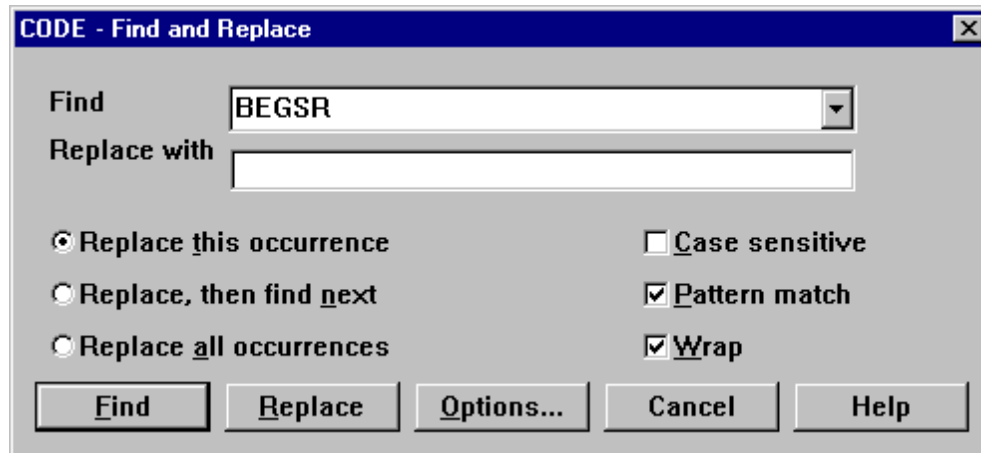 CODE - Find and Replace
Find BEGSR
Replace with
Replace this occurrence Case sensitive
Replace, then find next Pattern match
Replace all occurrences Wrap
Find Replace Options... Cancel Help